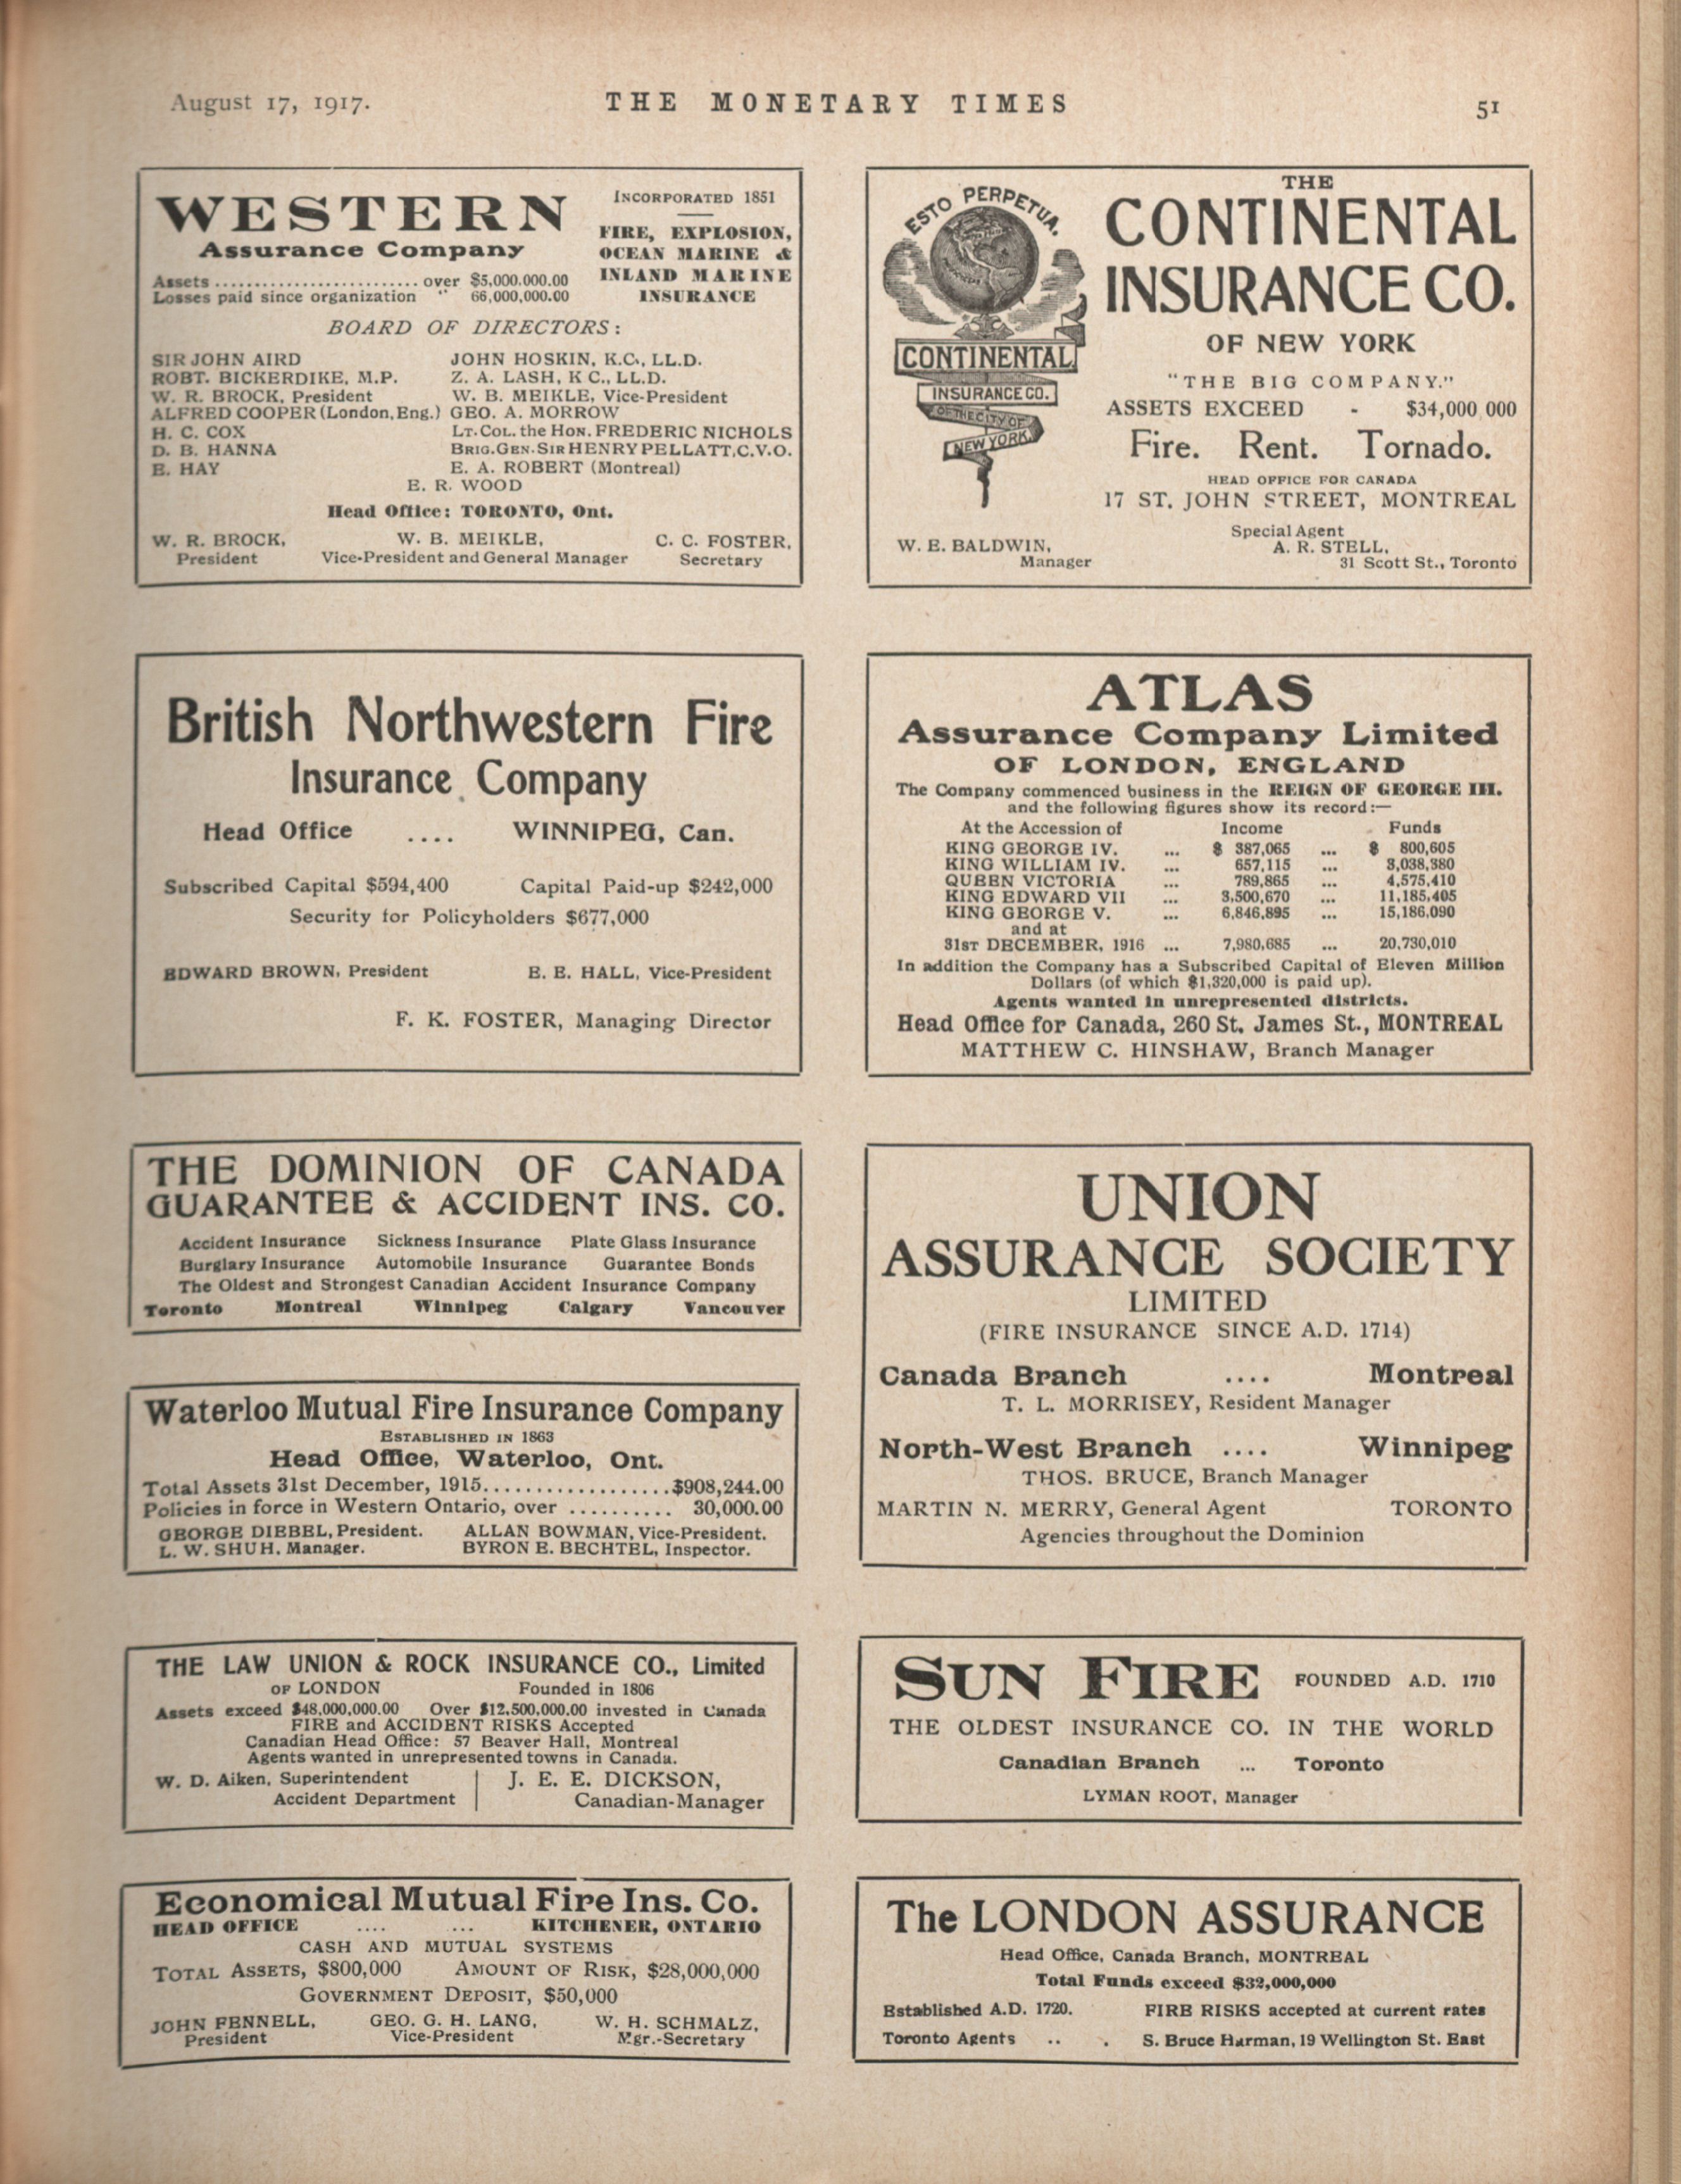 August 17, 1917.
THE MONETARY TIMES
51
WESTERN
Assurance Company
INCORPORATED 1851
FIRE, EXPLOSION,
OCEAN MARINE &
INLAND MARINE
INSURANCE
Assets .......................... over $5,000.000.00
Losses paid since organization " 66,000,000.00
BOARD OF DIRECTORS:
SIR JOHN AIRD JOHN HOSKIN, K.C., LL.D.
ROBT. BICKERDIKE, M.P. Z. A. LASH, K C., LL.D.
W. R. BROCK, President W. B. MEIKLE, Vice-President
ALFRED COOPER (London, Eng.) GEO. A. MORROW
H. C. COX LT. COL. the HON. FREDERIC NICHOLS
D. B. HANNA BRIG.GEN. SIR HENRY PELLATT, C.V.O.
E. HAY E. A. ROBERT (Montreal)
E. R. WOOD
Head Office: TORONTO, Ont.
W. R. BROCK, W. B. MEIKLE, C. C. FOSTER,
President Vice-President and General Manager Secretary
ESTO PERPETUA.
CONTINENTAL
INSURANCE CO.
OF THE CITY OF
NEW YORK
THE
CONTINENTAL
INSURANCE CO.
OF NEW YORK
"THE BIG COMPANY."
ASSETS EXCEED - $34,000 000
Fire. Rent. Tornado.
HEAD OFFICE FOR CANADA
17 ST. JOHN STREET, MONTREAL
W. E. BALDWIN,
Manager
Special Agent
A. R. STELL,
31 Scott St., Toronto
British Northwestern Fire
Insurance Company
Head Office .... WINNIPEG, Can.
Subscribed Capital $594,400 Capital Paid-up $242,000
Security for Policyholders $677,000
EDWARD BROWN, President E. E. HALL, Vice-President
F. K. FOSTER, Managing Director
ATLAS
Assurance Company Limited
OF LONDON, ENGLAND
The Company commenced business in the REIGN OF GEORGE III.
and the following figures show its record:—
At the Accession of Income Funds
KING GEORGE IV. ... $ 387,065 ... $ 800,605
KING WILLIAM IV. ... 657,115 ... 3,038,380
QUEEN VICTORIA ... 789,865 ... 4,575,410
KING EDWARD VII ... 3,500,670 ... 11,185,405
KING GEORGE V. ... 6,846,895 ... 15,186,090
and at
31ST DECEMBER, 1916 ... 7,980,685 ... 20,730,010
In addition the Company has a Subscribed Capital of Eleven Million
Dollars (of which $1,320,000 is paid up).
Agents wanted in unrepresented districts.
Head Office for Canada, 260 St. James St., MONTREAL
MATTHEW C. HINSHAW, Branch Manager
THE DOMINION OF CANADA
GUARANTEE & ACCIDENT INS. CO.
Accident Insurance Sickness Insurance Plate Glass Insurance
Burglary Insurance Automobile Insurance Guarantee Bonds
The Oldest and Strongest Canadian Accident Insurance Company
Toronto Montreal Winnipeg Calgary Vancouver
UNION
ASSURANCE SOCIETY
LIMITED
(FIRE INSURANCE SINCE A.D. 1714)
Canada Branch .... Montreal
T. L. MORRISEY, Resident Manager
North-West Branch .... Winnipeg
THOS. BRUCE, Branch Manager
MARTIN N. MERRY, General Agent TORONTO
Agencies throughout the Dominion
Waterloo Mutual Fire Insurance Company
ESTABLISHED IN 1863
Head Office, Waterloo, Ont.
Total Assets 31st December, 1915..................$908,244.00
Policies in force in Western Ontario, over .......... 30,000.00
GEORGE DIEBEL, President. ALLAN BOWMAN, Vice-President.
L. W. SHUH, Manager. BYRON E. BECHTEL, Inspector.
THE LAW UNION & ROCK INSURANCE CO., Limited
OF LONDON Founded in 1806
Assets exceed $48,000,000.00 Over $12,500,000.00 invested in Canada
FIRE and ACCIDENT RISKS Accepted
Canadian Head Office: 57 Beaver Hall, Montreal
Agents wanted in unrepresented towns in Canada.
W. D. Aiken, Superintendent J. E. E. DICKSON,
Accident Department Canadian-Manager
SUN FIRE FOUNDED A.D. 1710
THE OLDEST INSURANCE CO. IN THE WORLD
Canadian Branch ... Toronto
LYMAN ROOT, Manager
Economical Mutual Fire Ins. Co.
HEAD OFFICE .... ... KITCHENER, ONTARIO
CASH AND MUTUAL SYSTEMS
TOTAL ASSETS, $800,000 AMOUNT OF RISK, $28,000,000
GOVERNMENT DEPOSIT, $50,000
JOHN FENNELL, GEO. G. H. LANG, W. H. SCHMALZ,
President Vice-President Mgr.-Secretary
The LONDON ASSURANCE
Head Office, Canada Branch, MONTREAL
Total Funds exceed $32,000,000
Established A.D. 1720. FIRE RISKS accepted at current rates
Toronto Agents .. . S. Bruce Harman, 19 Wellington St. East